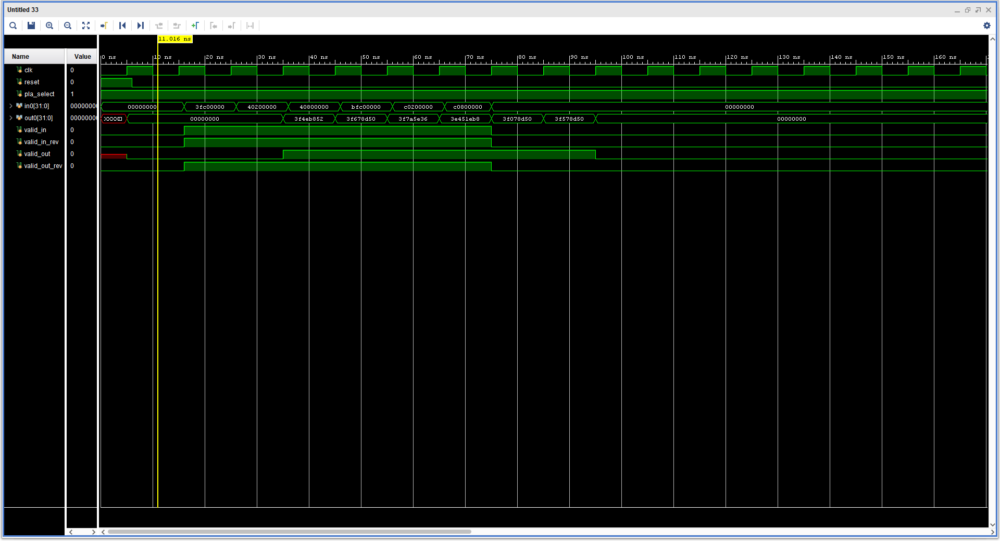 Untitled 33
11.016 ns
Name Value
0 ns 10 ns 20 ns 30 ns 40 ns 50 ns 60 ns 70 ns 80 ns 90 ns 100 ns 110 ns 120 ns 130 ns 140 ns 150 ns 160 ns
clk 0
reset 0
pla_select 1
in0[31:0] 00000000 00000000 3fc00000 40200000 40800000 bfc00000 c0200000 c0800000 00000000
out0[31:0] 00000000 XXXX 00000000 3f4eb852 3f678d50 3f7a5e36 3e451eb8 3f078d50 3f578d50 00000000
valid_in 0
valid_in_rev 0
valid_out 0
valid_out_rev 0